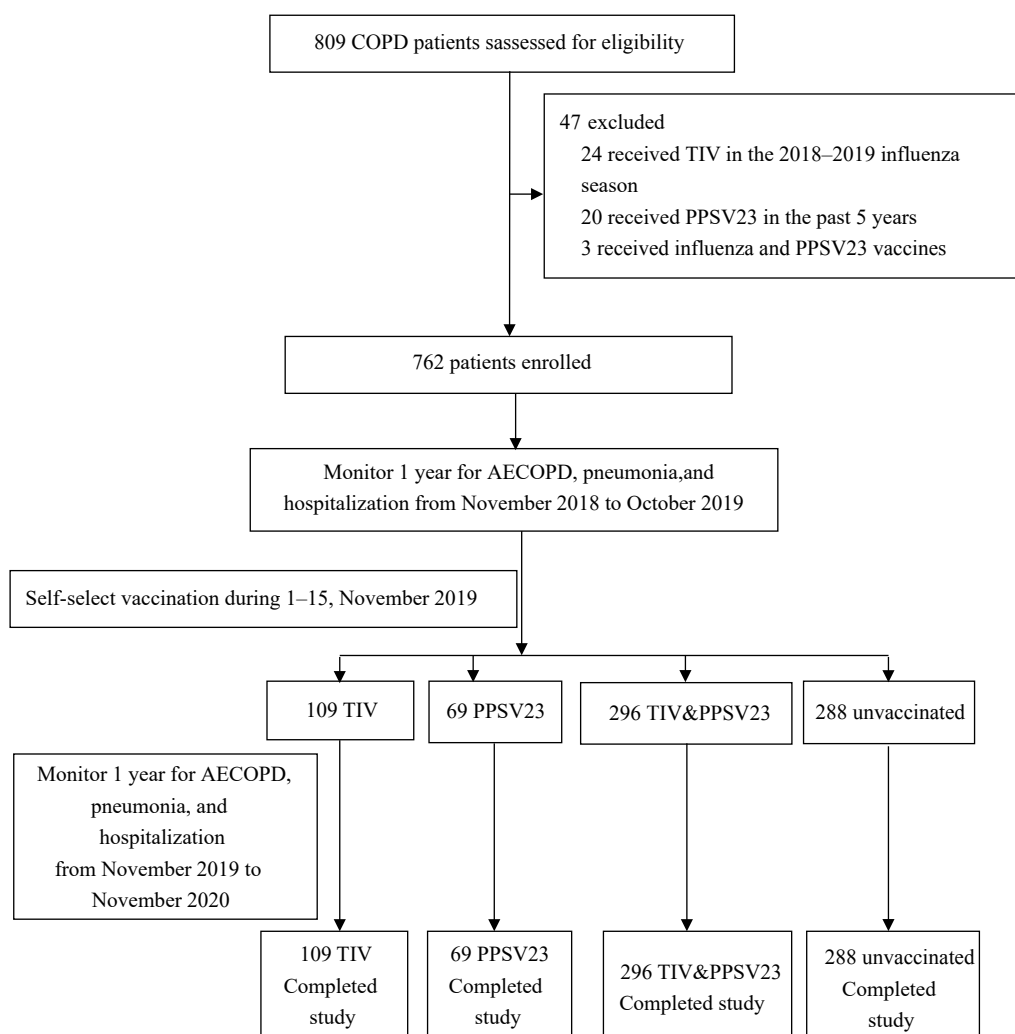 809 COPD patients sassessed for eligibility
47 excluded
24 received TIV in the 2018–2019 influenza
season
20 received PPSV23 in the past 5 years
3 received influenza and PPSV23 vaccines
762 patients enrolled
Monitor 1 year for AECOPD, pneumonia,and
hospitalization from November 2018 to October 2019
Self-select vaccination during 1–15, November 2019
109 TIV
69 PPSV23
296 TIV&PPSV23
288 unvaccinated
Monitor 1 year for AECOPD,
pneumonia, and
hospitalization
from November 2019 to
November 2020
109 TIV
Completed
study
69 PPSV23
Completed
study
296 TIV&PPSV23
Completed study
288 unvaccinated
Completed
study